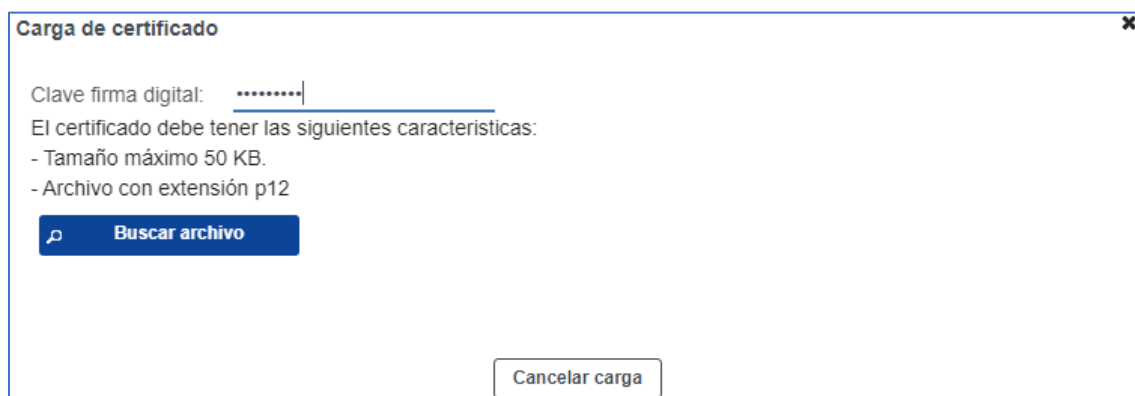 Carga de certificado
Clave firma digital: •••••••••
El certificado debe tener las siguientes caracteristicas:
- Tamaño máximo 50 KB.
- Archivo con extensión p12
Buscar archivo
Cancelar carga